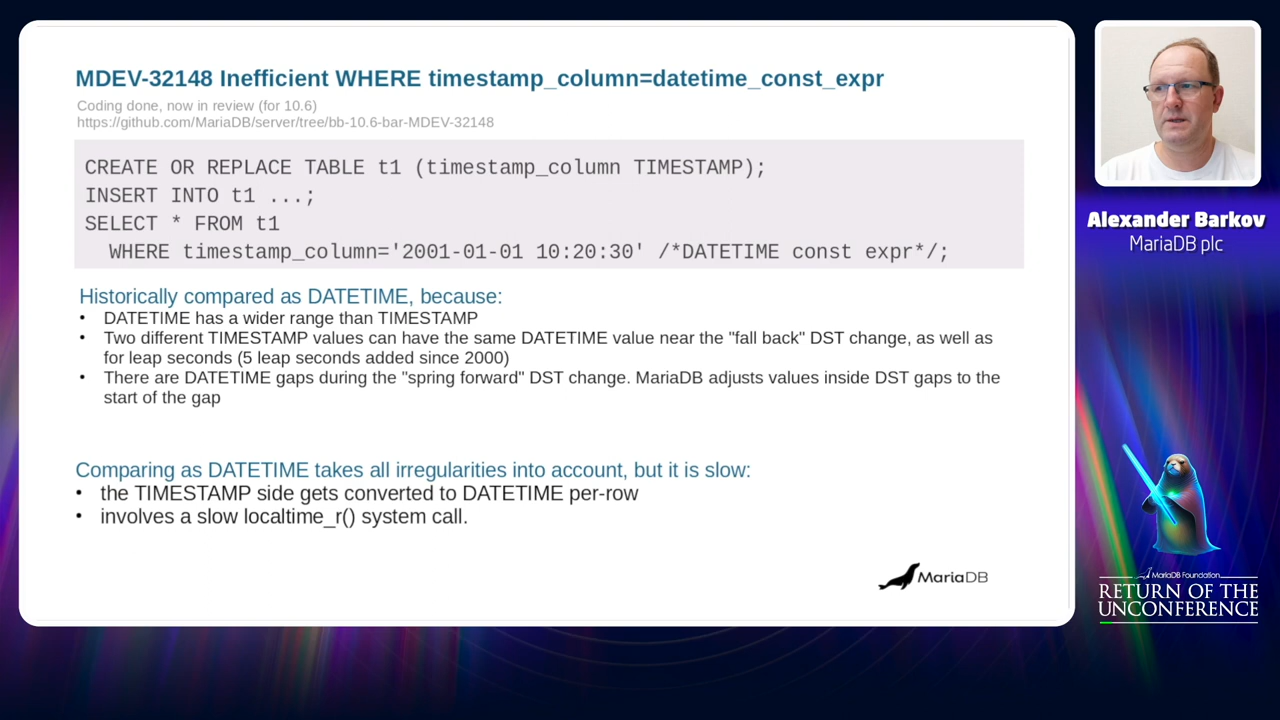 MDEV-32148 Inefficient WHERE timestamp_column=datetime_const_expr
Coding done, now in review (for 10.6)
https://github.com/MariaDB/server/tree/bb-10.6-bar-MDEV-32148
CREATE OR REPLACE TABLE t1 (timestamp_column TIMESTAMP);
INSERT INTO t1 ...;
SELECT * FROM t1
WHERE timestamp_column='2001-01-01 10:20:30' /*DATETIME const expr*/;
Historically compared as DATETIME, because:
• DATETIME has a wider range than TIMESTAMP
• Two different TIMESTAMP values can have the same DATETIME value near the "fall back" DST change, as well as
for leap seconds (5 leap seconds added since 2000)
• There are DATETIME gaps during the "spring forward" DST change. MariaDB adjusts values inside DST gaps to the
start of the gap
Comparing as DATETIME takes all irregularities into account, but it is slow:
• the TIMESTAMP side gets converted to DATETIME per-row
• involves a slow localtime_r() system call.
MariaDB
Alexander Barkov
MariaDB plc
MariaDB Foundation
RETURN OF THE
UNCONFERENCE